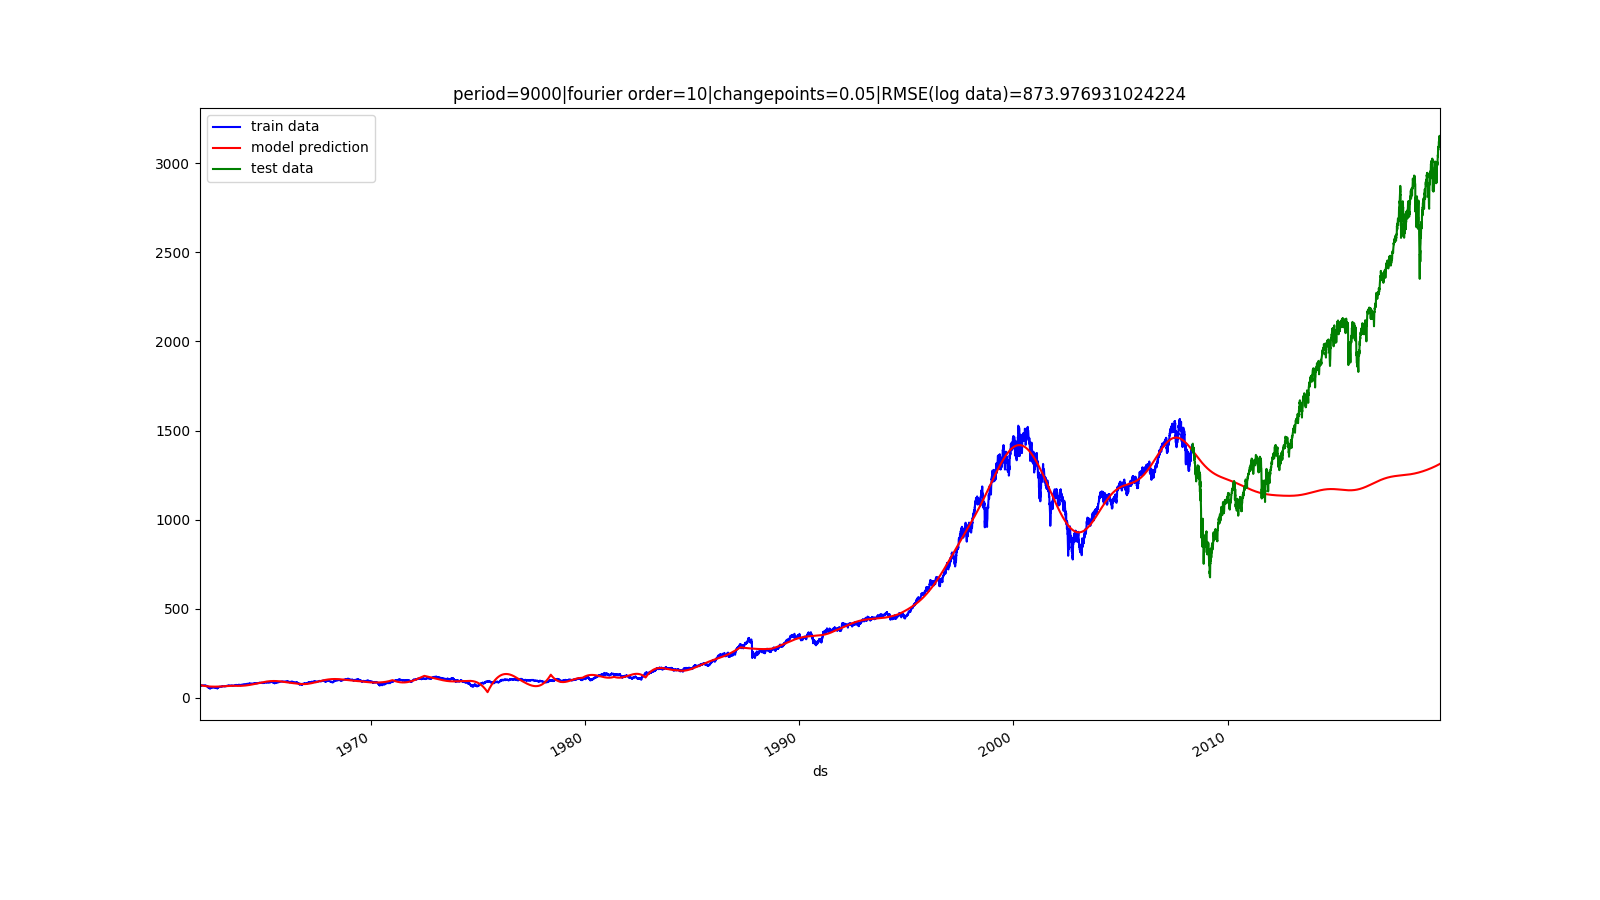 period=9000|fourier order=10|changepoints=0.05|RMSE(log data)=873.976931024224
train data
model prediction
test data
3000
2500
2000
1500
1000
500
0
1970
1980
1990
2000
2010
ds